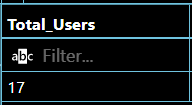 Total_Users
abc Filter...
17